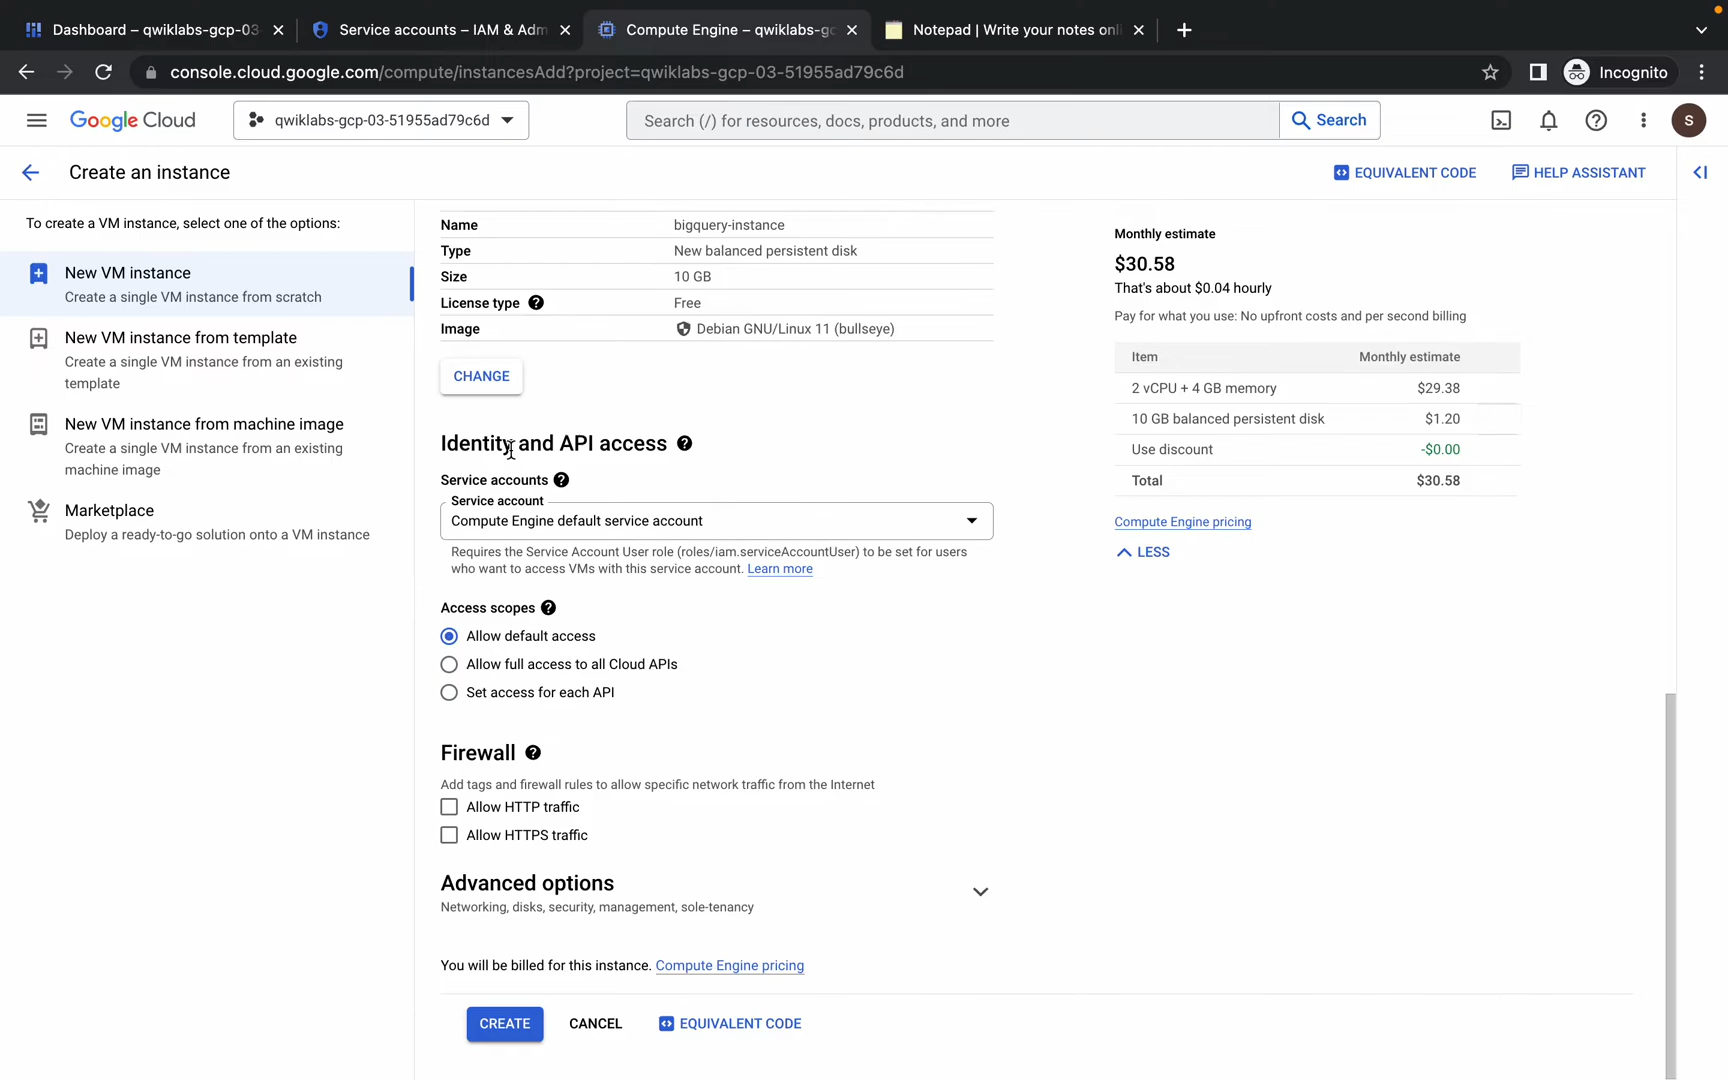 Dashboard – qwiklabs-gcp-03
Service accounts – IAM & Adm
Compute Engine – qwiklabs-gc
Notepad | Write your notes onli
console.cloud.google.com/compute/instancesAdd?project=qwiklabs-gcp-03-51955ad79c6d
Incognito
Google Cloud
qwiklabs-gcp-03-51955ad79c6d
Search (/) for resources, docs, products, and more
Search
S
Create an instance
EQUIVALENT CODE
HELP ASSISTANT
To create a VM instance, select one of the options:
New VM instance
Create a single VM instance from scratch
New VM instance from template
Create a single VM instance from an existing
template
New VM instance from machine image
Create a single VM instance from an existing
machine image
Marketplace
Deploy a ready-to-go solution onto a VM instance
Name bigquery-instance
Type New balanced persistent disk
Size 10 GB
License type Free
Image Debian GNU/Linux 11 (bullseye)
CHANGE
Identity and API access
Service accounts
Service account
Compute Engine default service account
Requires the Service Account User role (roles/iam.serviceAccountUser) to be set for users
who want to access VMs with this service account. Learn more
Access scopes
Allow default access
Allow full access to all Cloud APIs
Set access for each API
Firewall
Add tags and firewall rules to allow specific network traffic from the Internet
Allow HTTP traffic
Allow HTTPS traffic
Advanced options
Networking, disks, security, management, sole-tenancy
You will be billed for this instance. Compute Engine pricing
CREATE
CANCEL
EQUIVALENT CODE
Monthly estimate
$30.58
That's about $0.04 hourly
Pay for what you use: No upfront costs and per second billing
Item Monthly estimate
2 vCPU + 4 GB memory $29.38
10 GB balanced persistent disk $1.20
Use discount -$0.00
Total $30.58
Compute Engine pricing
LESS